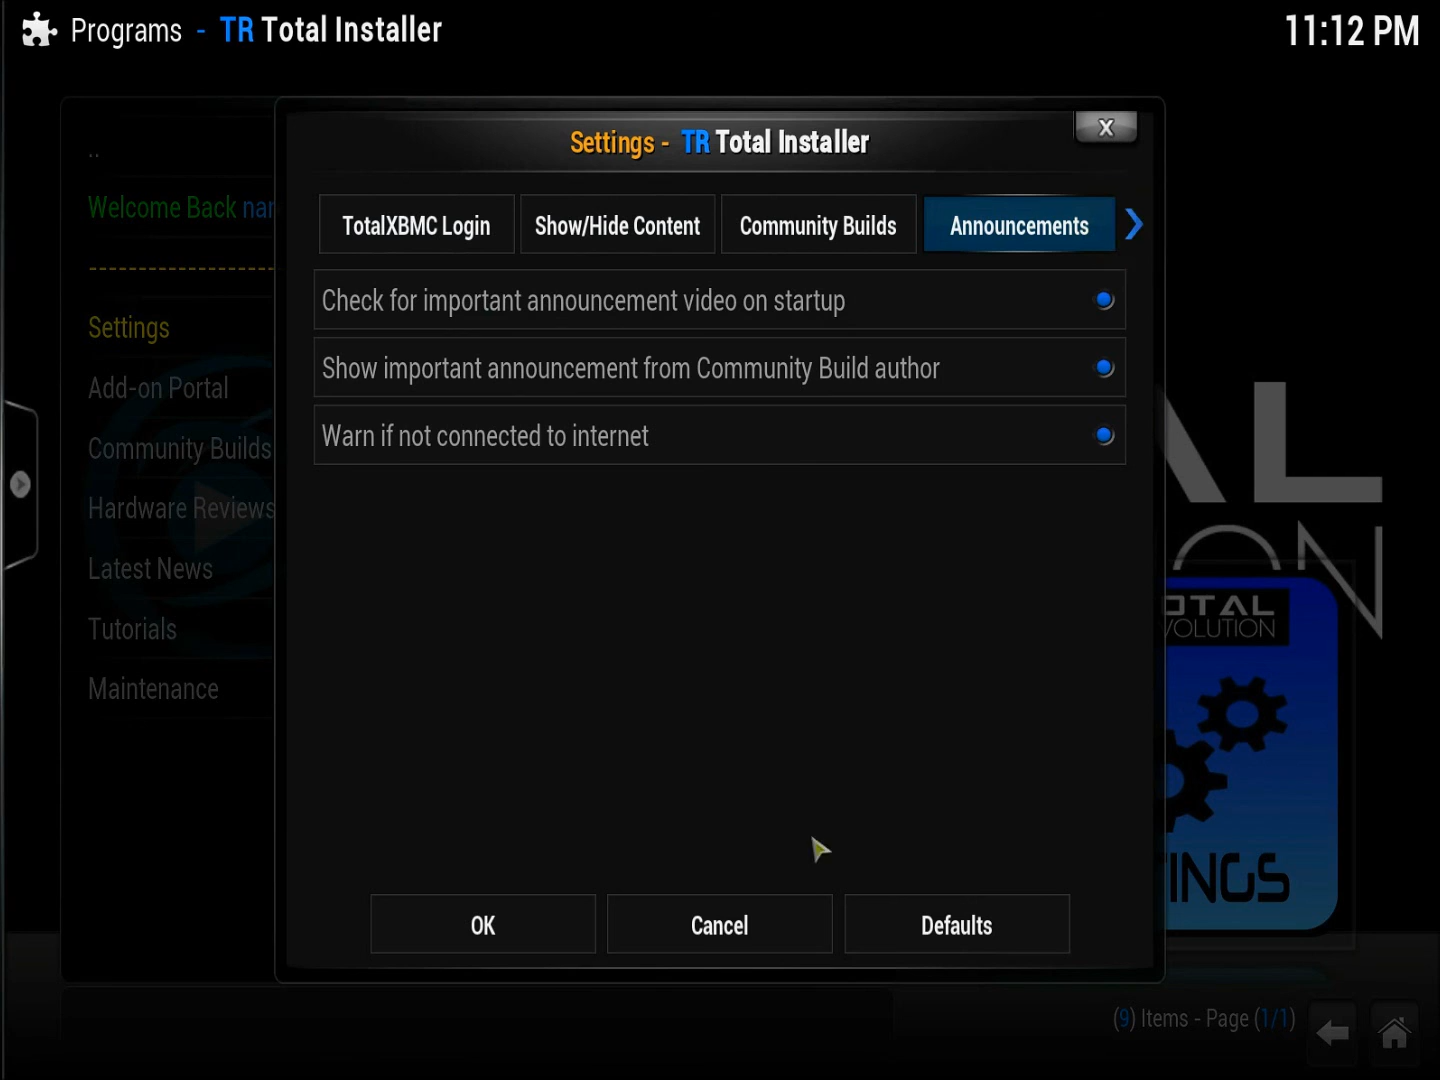 Programs - TR Total Installer
11:12 PM
Settings - TR Total Installer
X
TotalXBMC Login
Show/Hide Content
Community Builds
Announcements
Check for important announcement video on startup
Show important announcement from Community Build author
Warn if not connected to internet
OK
Cancel
Defaults
..
Welcome Back
--------------------
Settings
Add-on Portal
Community Builds
Hardware Reviews
Latest News
Tutorials
Maintenance
(9) Items - Page (1/1)